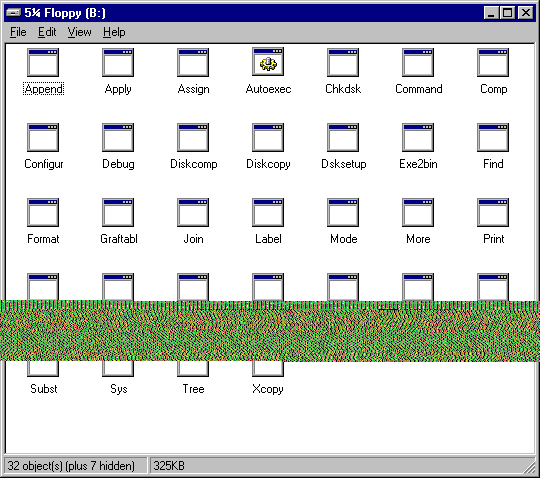 5¼ Floppy (B:)
File Edit View Help
Append Apply Assign Autoexec Chkdsk Command Comp
Configur Debug Diskcomp Diskcopy Dsksetup Exe2bin Find
Format Graftabl Join Label Mode More Print
Subst Sys Tree Xcopy
32 object(s) (plus 7 hidden) 325KB